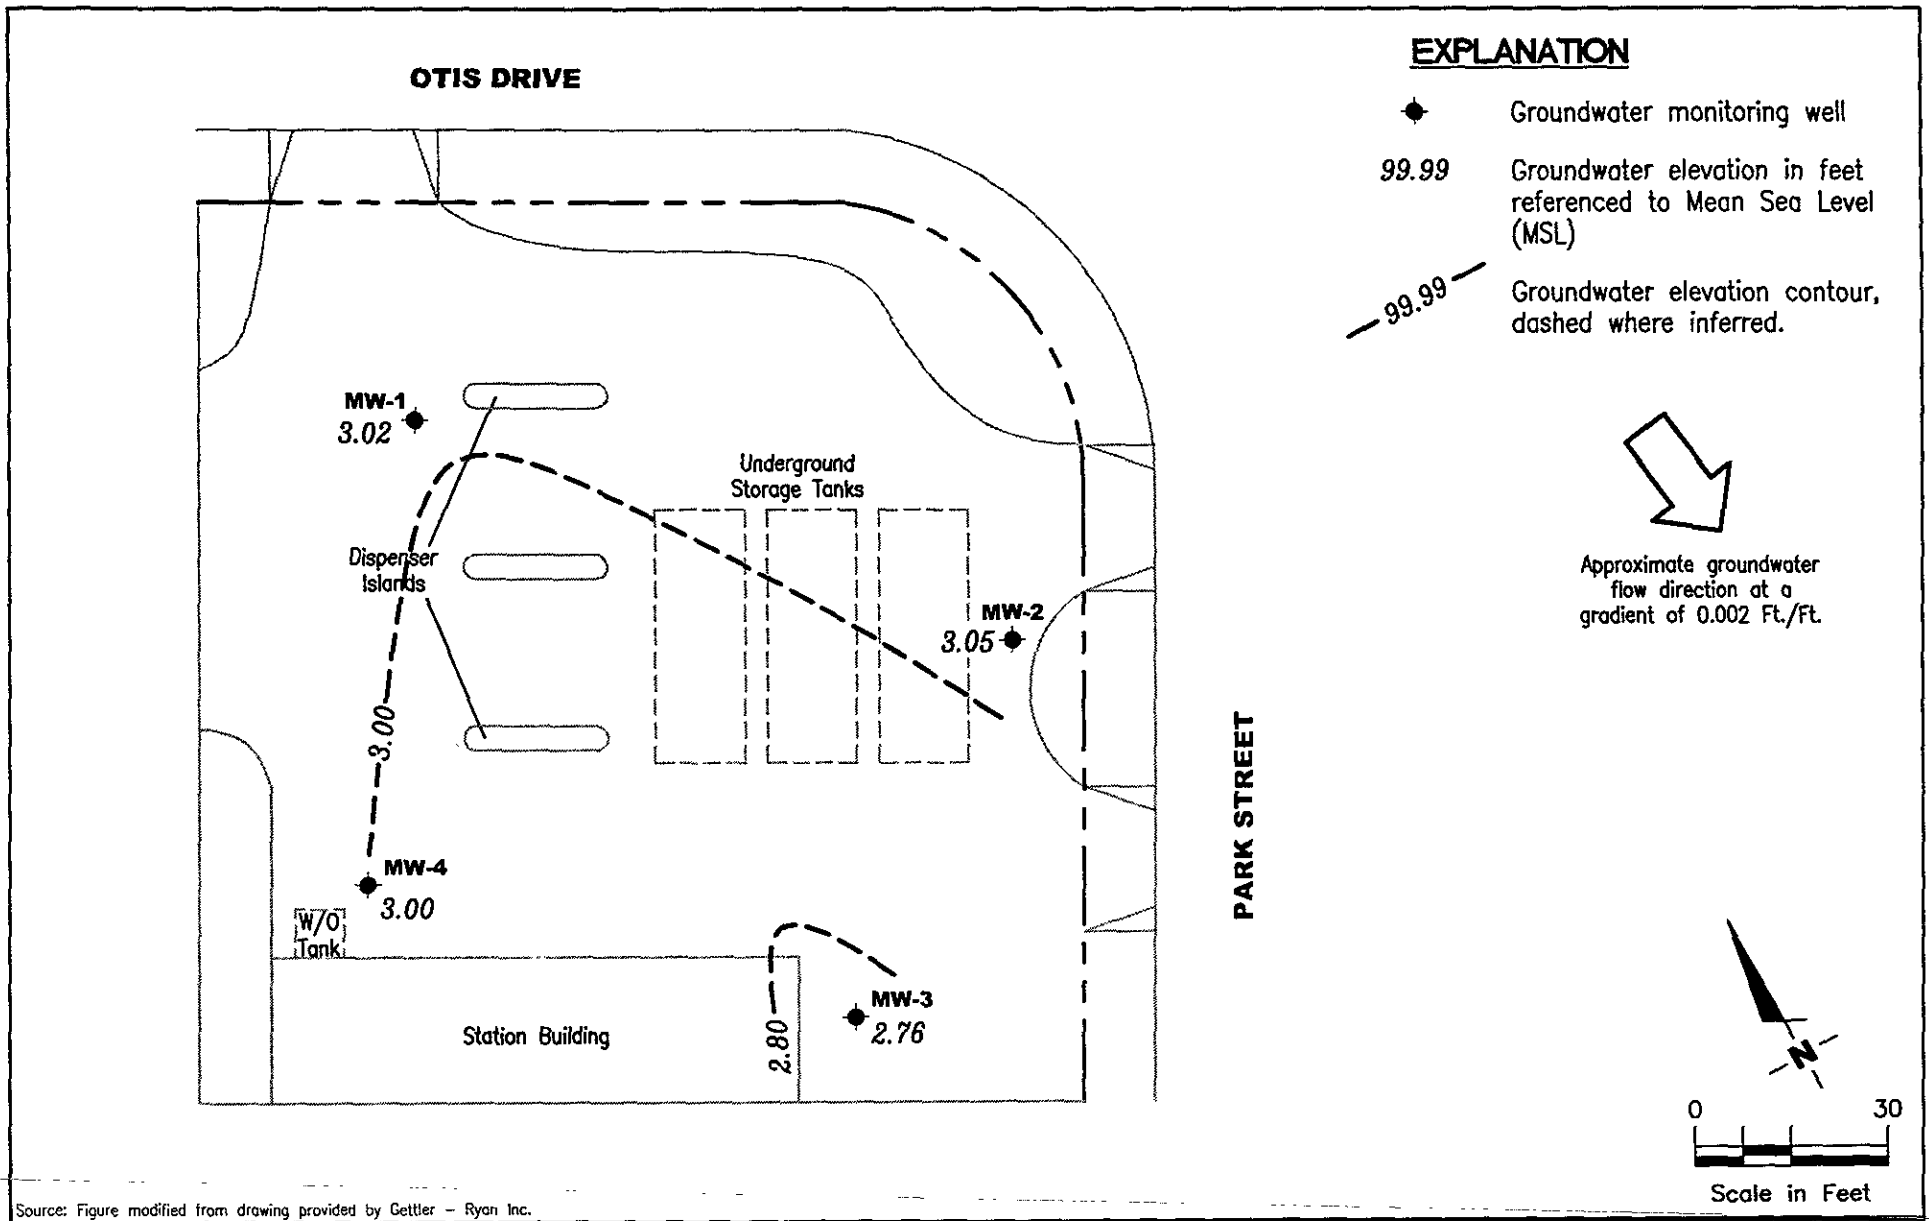 OTIS DRIVE
EXPLANATION
Groundwater monitoring well
99.99
Groundwater elevation in feet
referenced to Mean Sea Level
(MSL)
99.99
Groundwater elevation contour,
dashed where inferred.
MW-1
3.02
Underground
Storage Tanks
Dispenser
Islands
Approximate groundwater
flow direction at a
gradient of 0.002 Ft./Ft.
MW-2
3.05
3.00
PARK STREET
MW-4
3.00
W/O
Tank
MW-3
2.76
2.80
Station Building
N
0 30
Scale in Feet
Source: Figure modified from drawing provided by Gettler – Ryan Inc.